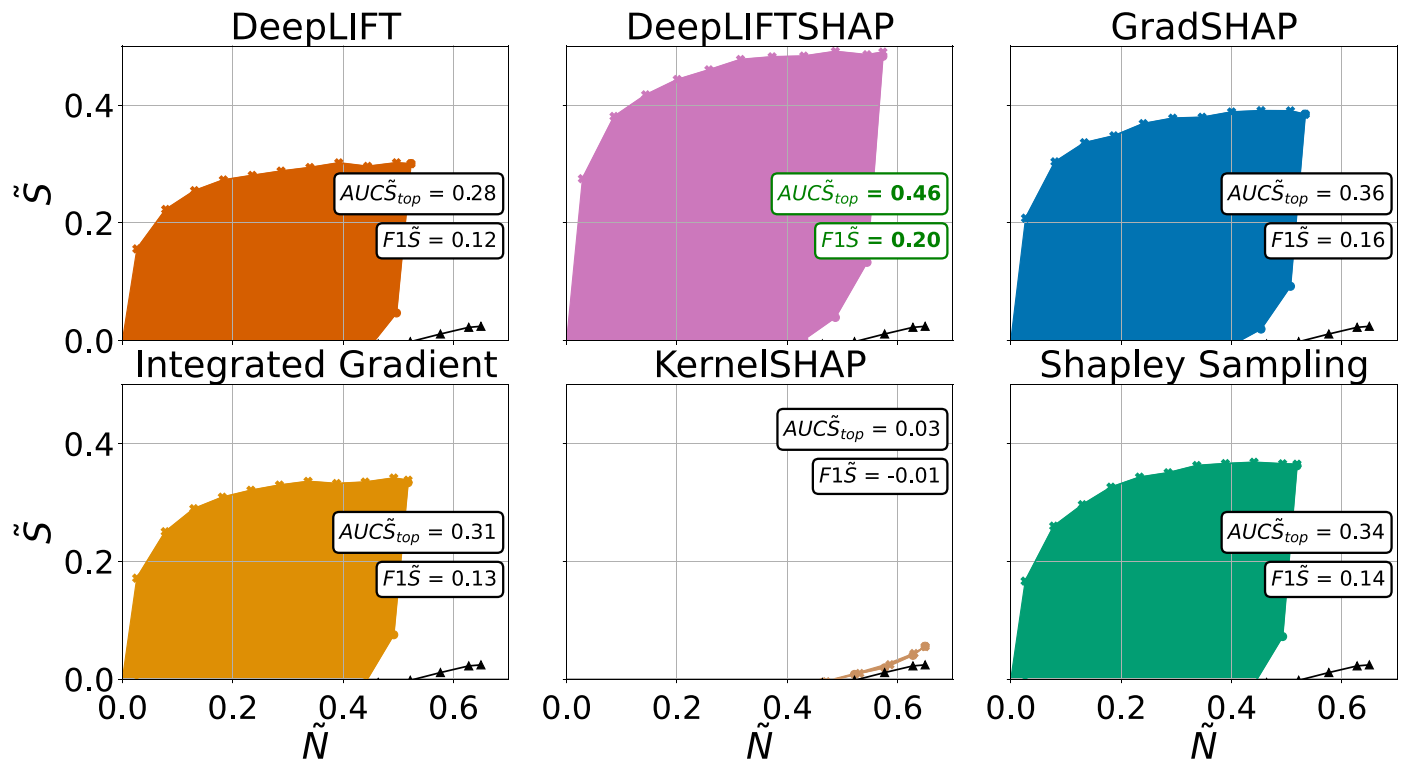 DeepLIFT
DeepLIFTSHAP
GradSHAP
S̃
0.4
0.2
0.0
AUCS̃top = 0.28
F1S̃ = 0.12
AUCS̃top = 0.46
F1S̃ = 0.20
AUCS̃top = 0.36
F1S̃ = 0.16
Integrated Gradient
KernelSHAP
Shapley Sampling
S̃
0.4
0.2
0.0
AUCS̃top = 0.31
F1S̃ = 0.13
AUCS̃top = 0.03
F1S̃ = -0.01
AUCS̃top = 0.34
F1S̃ = 0.14
0.0 0.2 0.4 0.6
0.0 0.2 0.4 0.6
0.0 0.2 0.4 0.6
Ñ
Ñ
Ñ